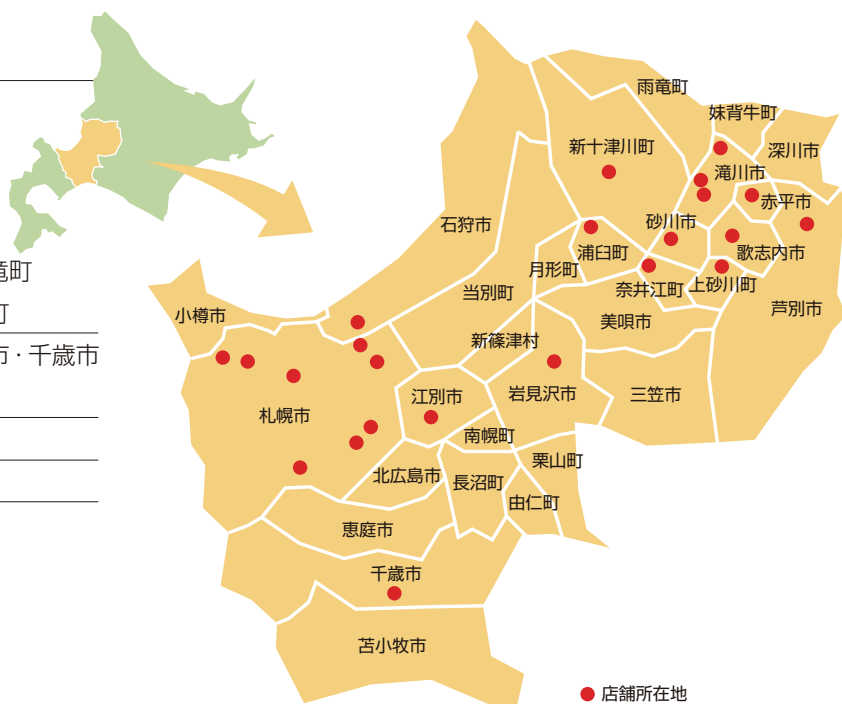 竜町
町
市・千歳市
雨竜町
妹背牛町
新十津川町
深川市
滝川市
赤平市
石狩市
砂川市
浦臼町
歌志内市
月形町
奈井江町
上砂川町
当別町
芦別市
小樽市
美唄市
新篠津村
江別市
岩見沢市
三笠市
札幌市
南幌町
栗山町
北広島市
長沼町
由仁町
恵庭市
千歳市
苫小牧市
店舗所在地